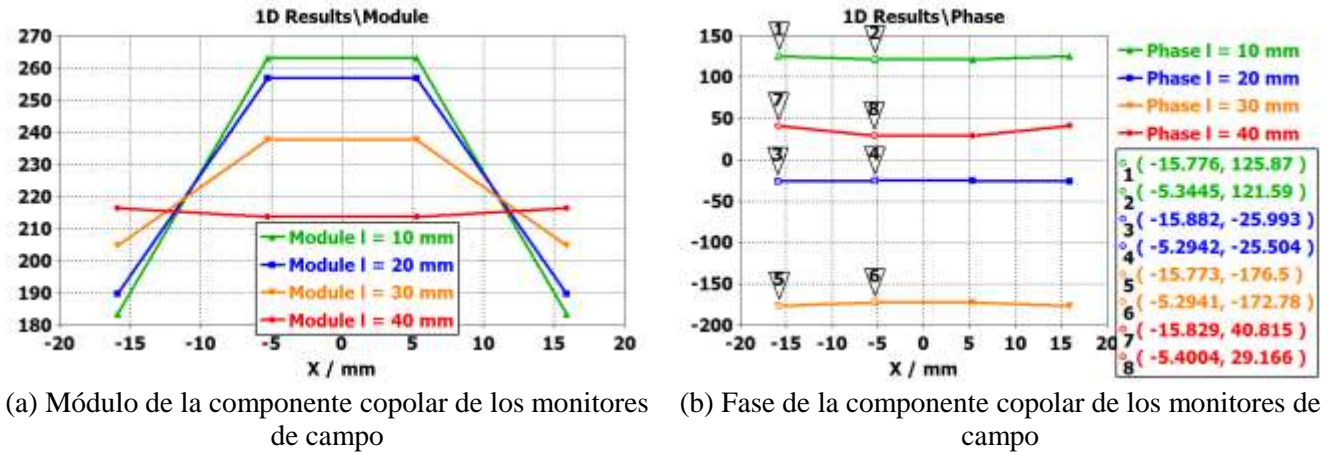 1D Results\Module
270
260
250
240
230
220
210
200
190
180
-20 -15 -10 -5 0 5 10 15 20
X / mm
Module l = 10 mm
Module l = 20 mm
Module l = 30 mm
Module l = 40 mm
(a) Módulo de la componente copolar de los monitores
de campo
1D Results\Phase
150
100
50
0
-50
-100
-150
-200
-20 -15 -10 -5 0 5 10 15 20
X / mm
1 2
7 8
3 4
5 6
Phase l = 10 mm
Phase l = 20 mm
Phase l = 30 mm
Phase l = 40 mm
1 ( -15.776, 125.87 )
2 ( -5.3445, 121.59 )
3 ( -15.882, -25.993 )
4 ( -5.2942, -25.504 )
5 ( -15.773, -176.5 )
6 ( -5.2941, -172.78 )
7 ( -15.829, 40.815 )
8 ( -5.4004, 29.166 )
(b) Fase de la componente copolar de los monitores de
campo